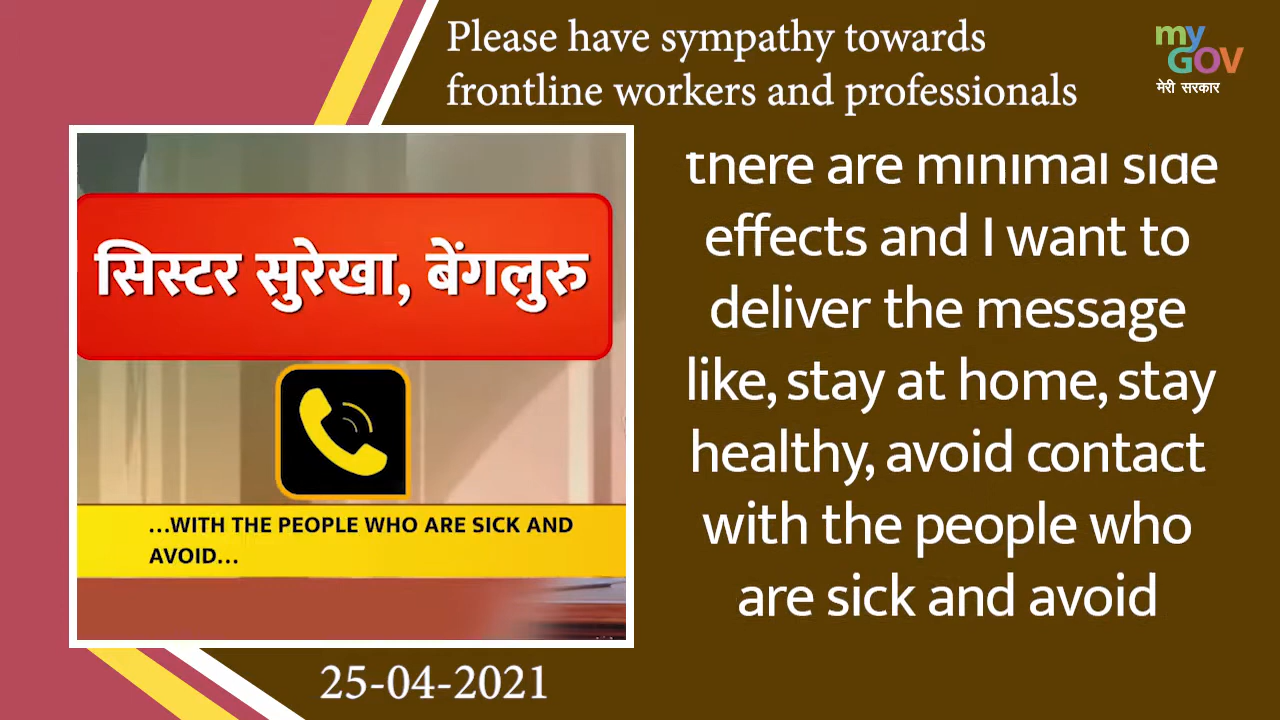 Please have sympathy towards
frontline workers and professionals
my
GOV
मेरी सरकार
सिस्टर सुरेखा, बेंगलुरु
...WITH THE PEOPLE WHO ARE SICK AND
AVOID...
there are minimal side
effects and I want to
deliver the message
like, stay at home, stay
healthy, avoid contact
with the people who
are sick and avoid
25-04-2021